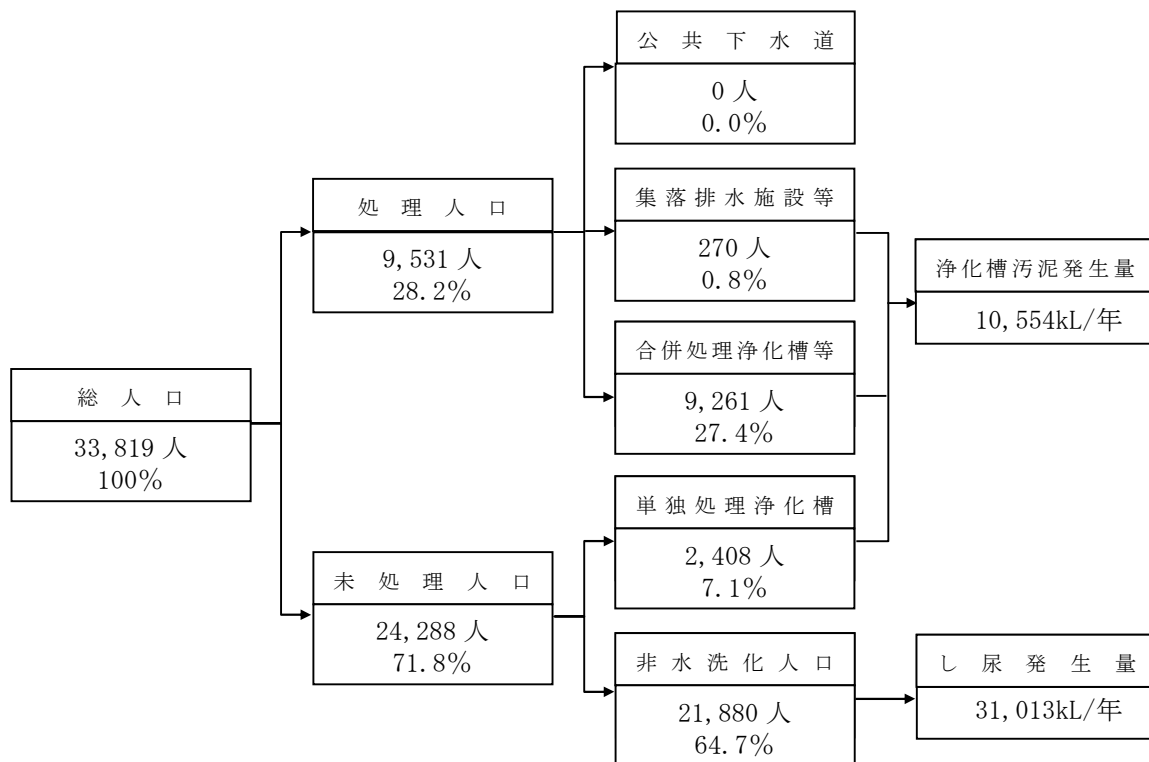 公共下水道
0 人
0.0%
処理人口
9,531 人
28.2%
集落排水施設等
270 人
0.8%
浄化槽汚泥発生量
10,554kL/年
合併処理浄化槽等
9,261 人
27.4%
総人口
33,819 人
100%
単独処理浄化槽
2,408 人
7.1%
未処理人口
24,288 人
71.8%
非水洗化人口
21,880 人
64.7%
し尿発生量
31,013kL/年